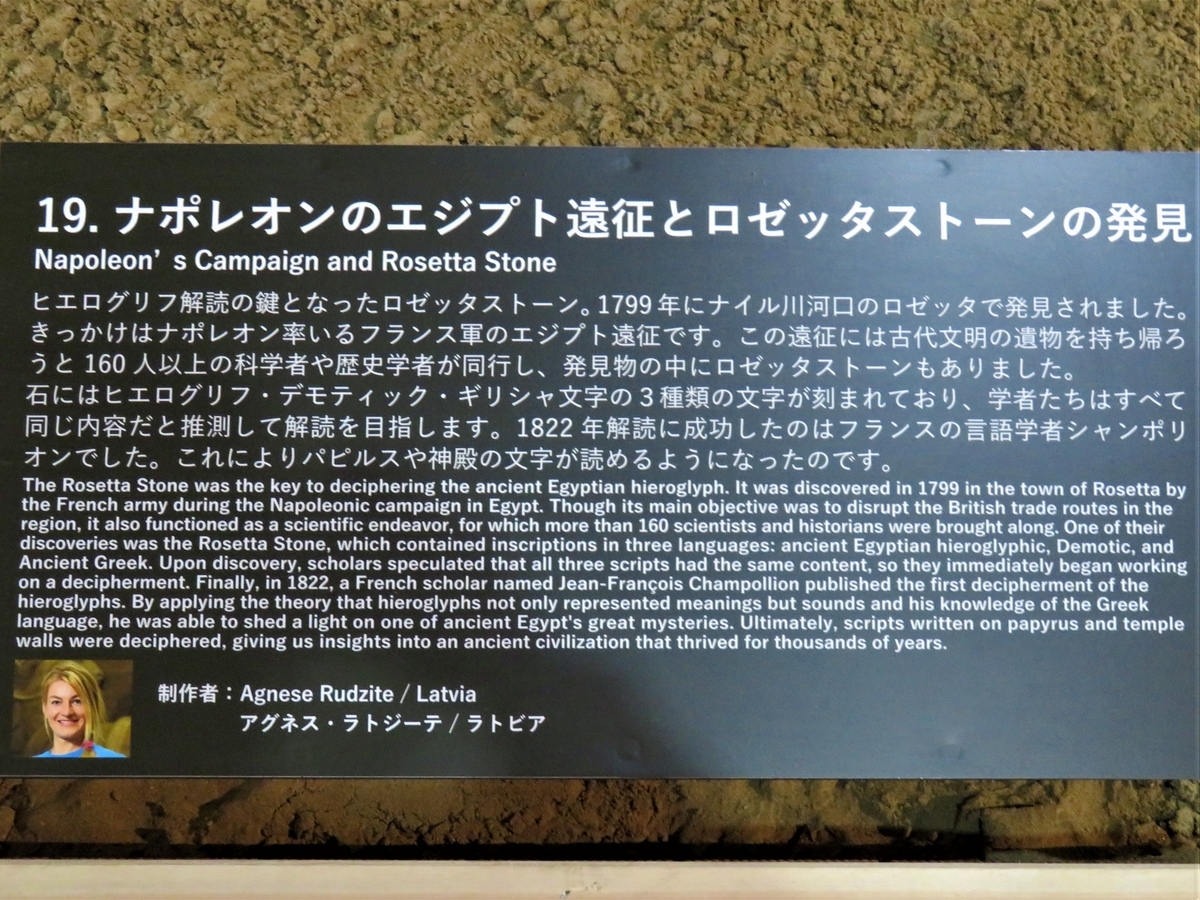 19. ナポレオンのエジプト遠征とロゼッタストーンの発見
Napoleon’s Campaign and Rosetta Stone
ヒエログリフ解読の鍵となったロゼッタストーン。1799年にナイル川河口のロゼッタで発見されました。
きっかけはナポレオン率いるフランス軍のエジプト遠征です。この遠征には古代文明の遺物を持ち帰ろ
うと 160 人以上の科学者や歴史学者が同行し、発見物の中にロゼッタストーンもありました。
石にはヒエログリフ・デモティック・ギリシャ文字の3種類の文字が刻まれており、学者たちはすべて
同じ内容だと推測して解読を目指します。1822 年解読に成功したのはフランスの言語学者シャンポリ
オンでした。これによりパピルスや神殿の文字が読めるようになったのです。
The Rosetta Stone was the key to deciphering the ancient Egyptian hieroglyph. It was discovered in 1799 in the town of Rosetta by
the French army during the Napoleonic campaign in Egypt. Though its main objective was to disrupt the British trade routes in the
region, it also functioned as a scientific endeavor, for which more than 160 scientists and historians were brought along. One of their
discoveries was the Rosetta Stone, which contained inscriptions in three languages: ancient Egyptian hieroglyphic, Demotic, and
Ancient Greek. Upon discovery, scholars speculated that all three scripts had the same content, so they immediately began working
on a decipherment. Finally, in 1822, a French scholar named Jean-François Champollion published the first decipherment of the
hieroglyphs. By applying the theory that hieroglyphs not only represented meanings but sounds and his knowledge of the Greek
language, he was able to shed a light on one of ancient Egypt's great mysteries. Ultimately, scripts written on papyrus and temple
walls were deciphered, giving us insights into an ancient civilization that thrived for thousands of years.
制作者：Agnese Rudzite / Latvia
アグネス・ラトジーテ / ラトビア